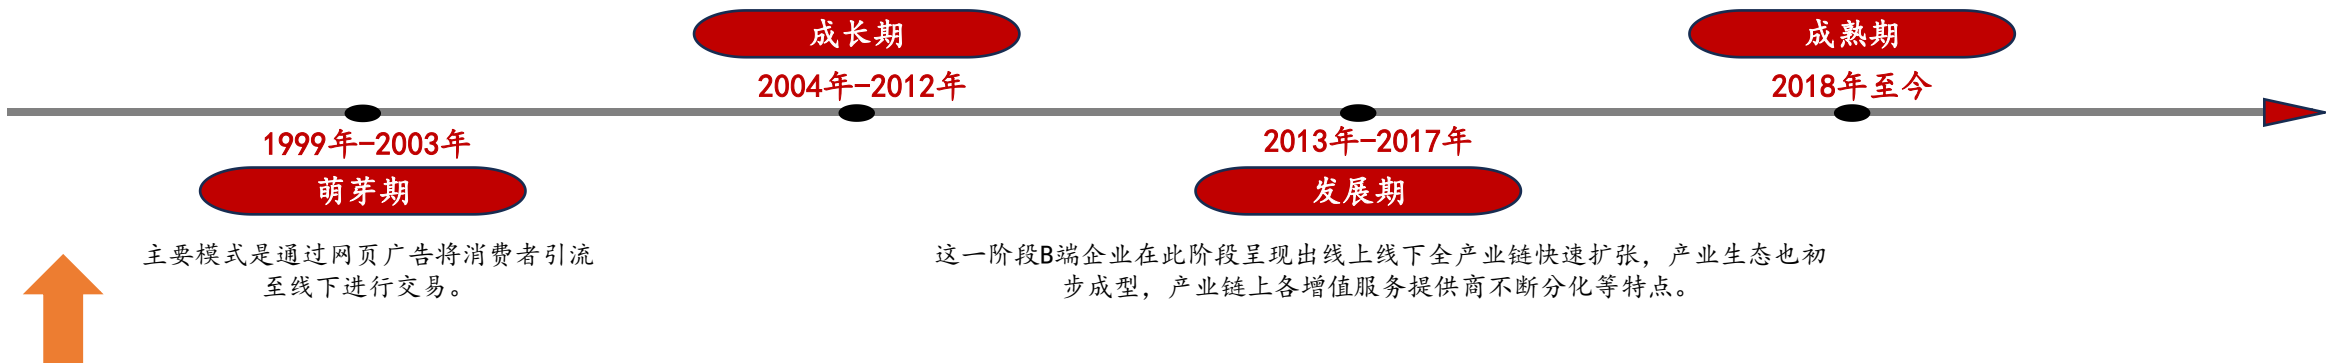 成长期
2004年-2012年
成熟期
2018年至今
1999年-2003年
萌芽期
主要模式是通过网页广告将消费者引流
至线下进行交易。
2013年-2017年
发展期
这一阶段B端企业在此阶段呈现出线上线下全产业链快速扩张，产业生态也初
步成型，产业链上各增值服务提供商不断分化等特点。